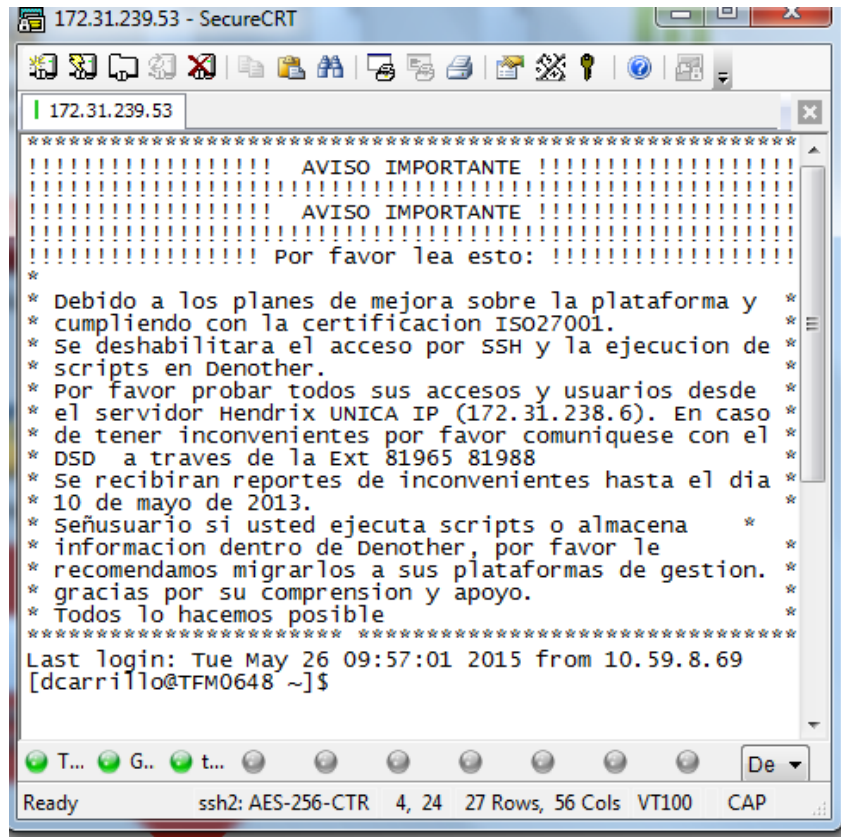 172.31.239.53 - SecureCRT
172.31.239.53
*********************************************************
!!!!!!!!!!!!!!!!!! AVISO IMPORTANTE !!!!!!!!!!!!!!!!!!!
!!!!!!!!!!!!!!!!!!!!!!!!!!!!!!!!!!!!!!!!!!!!!!!!!!!!!!!!
!!!!!!!!!!!!!!!!!! AVISO IMPORTANTE !!!!!!!!!!!!!!!!!!!
!!!!!!!!!!!!!!!!!!!!!!!!!!!!!!!!!!!!!!!!!!!!!!!!!!!!!!!!
!!!!!!!!!!!!!!!!! Por favor lea esto: !!!!!!!!!!!!!!!!!!
*
* Debido a los planes de mejora sobre la plataforma y *
* cumpliendo con la certificacion ISO27001. *
* Se deshabilitara el acceso por SSH y la ejecucion de *
* scripts en Denother. *
* Por favor probar todos sus accesos y usuarios desde *
* el servidor Hendrix UNICA IP (172.31.238.6). En caso *
* de tener inconvenientes por favor comuniquese con el *
* DSD a traves de la Ext 81965 81988 *
* Se recibiran reportes de inconvenientes hasta el dia *
* 10 de mayo de 2013. *
* Señusuario si usted ejecuta scripts o almacena *
* informacion dentro de Denother, por favor le *
* recomendamos migrarlos a sus plataformas de gestion. *
* gracias por su comprension y apoyo. *
* Todos lo hacemos posible *
*********************** ********************************
Last login: Tue May 26 09:57:01 2015 from 10.59.8.69
[dcarrillo@TFM0648 ~]$
T... G.. t... De
Ready ssh2: AES-256-CTR 4, 24 27 Rows, 56 Cols VT100 CAP